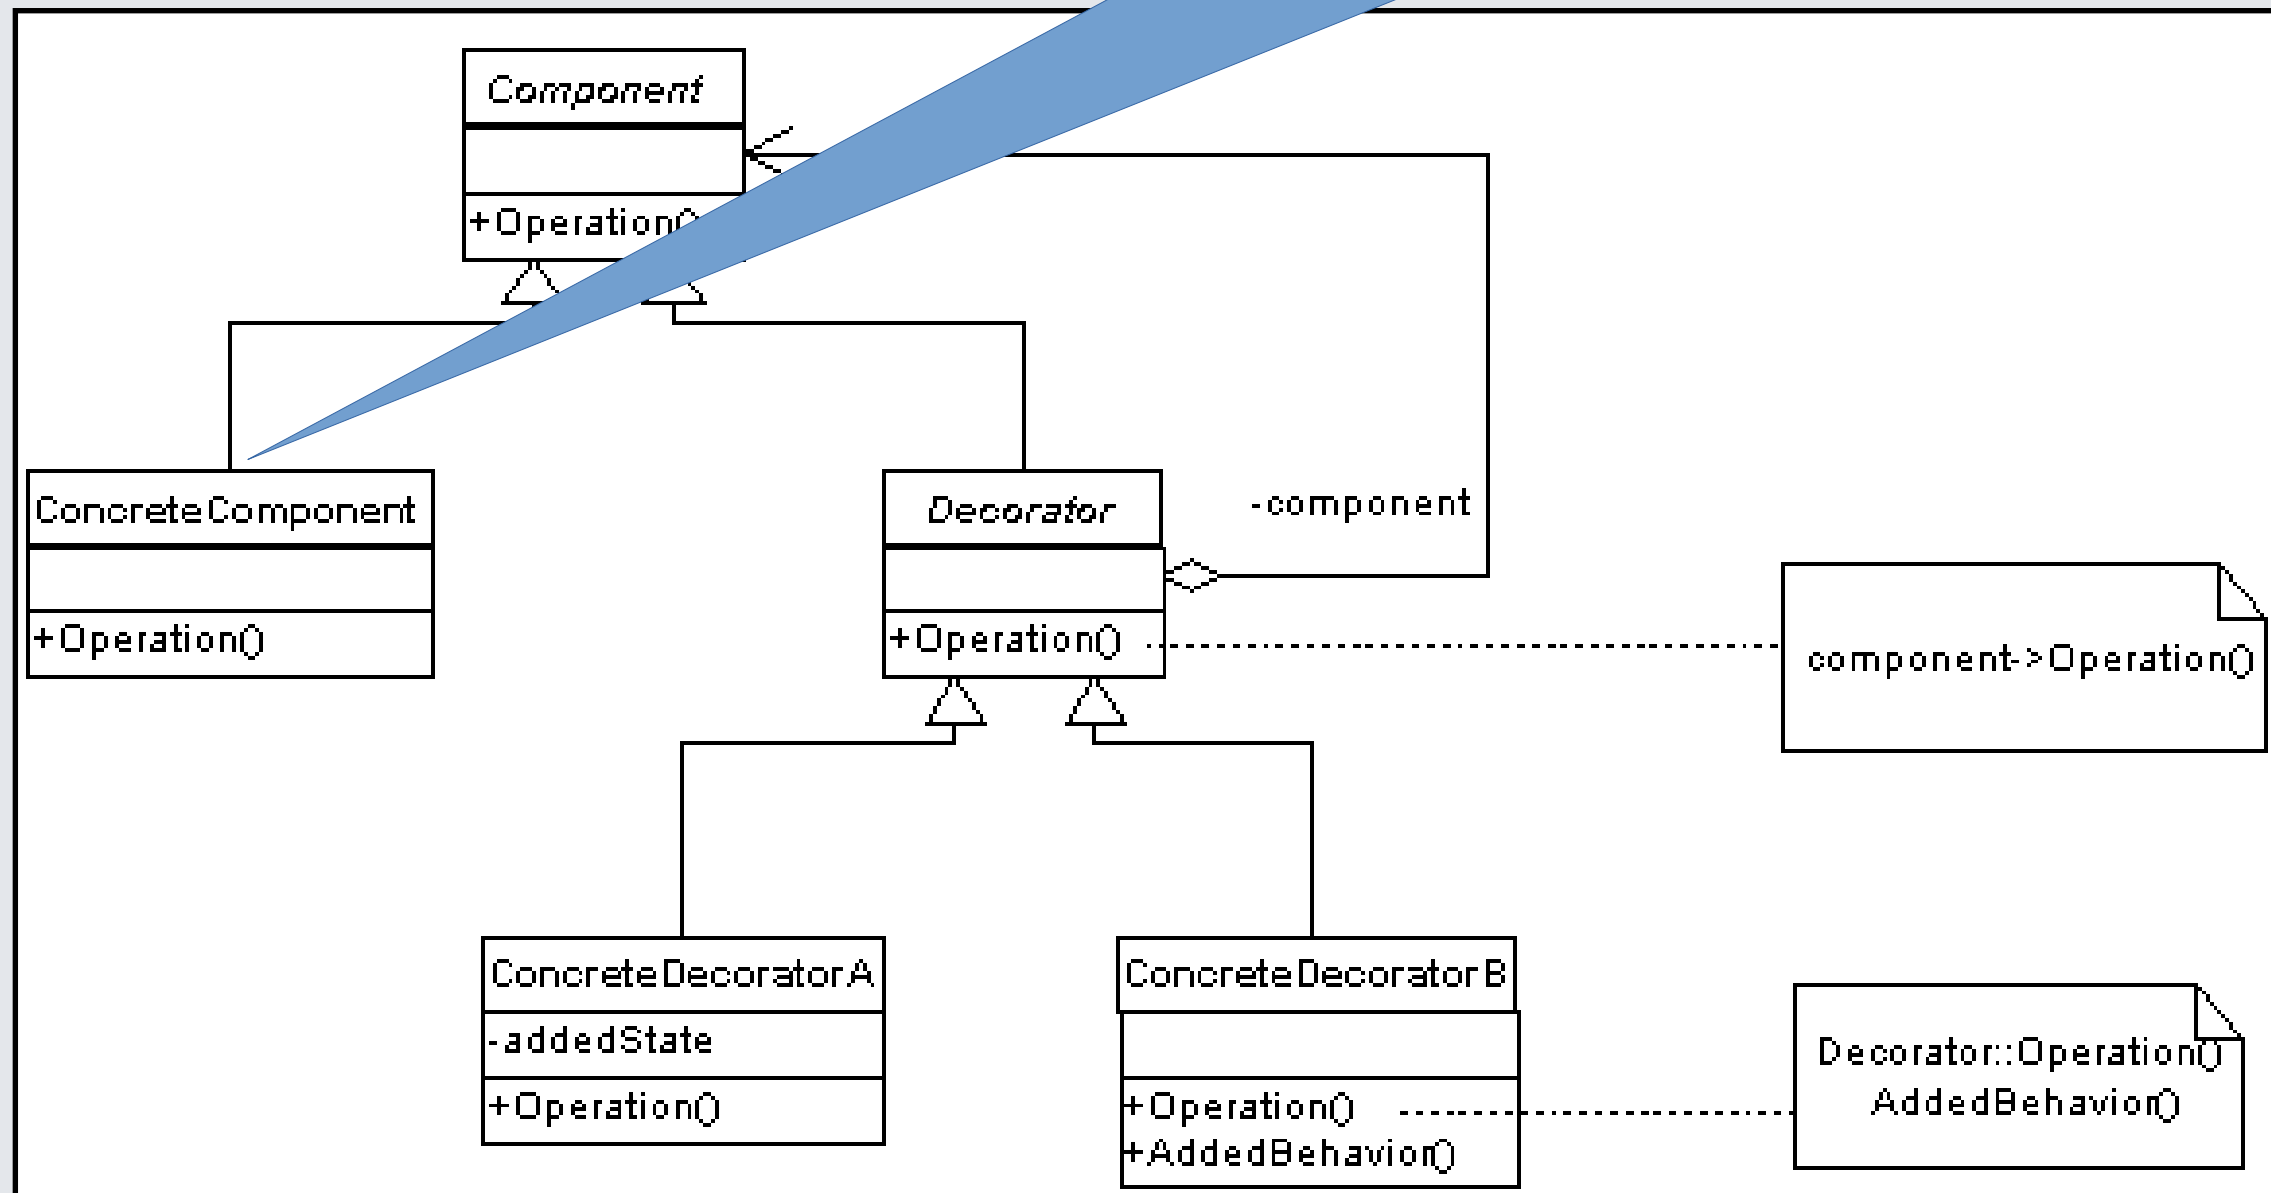 Component
+Operation()
ConcreteComponent
+Operation()
Decorator
+Operation()
-component
component->Operation()
ConcreteDecoratorA
-addedState
+Operation()
ConcreteDecoratorB
+Operation()
+AddedBehavior()
Decorator::Operation()
AddedBehavior()